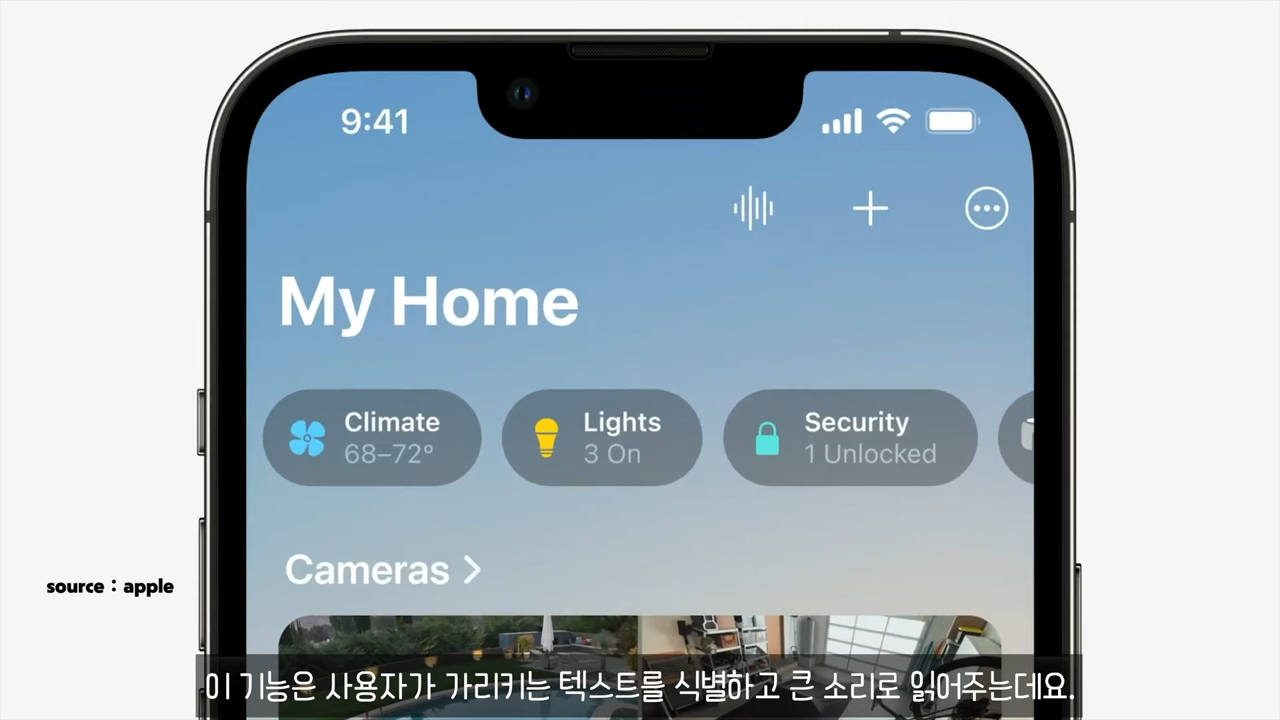 9:41
My Home
Climate
68–72°
Lights
3 On
Security
1 Unlocked
Cameras
source : apple
이 기능은 사용자가 가리키는 텍스트를 식별하고 큰 소리로 읽어주는데요.